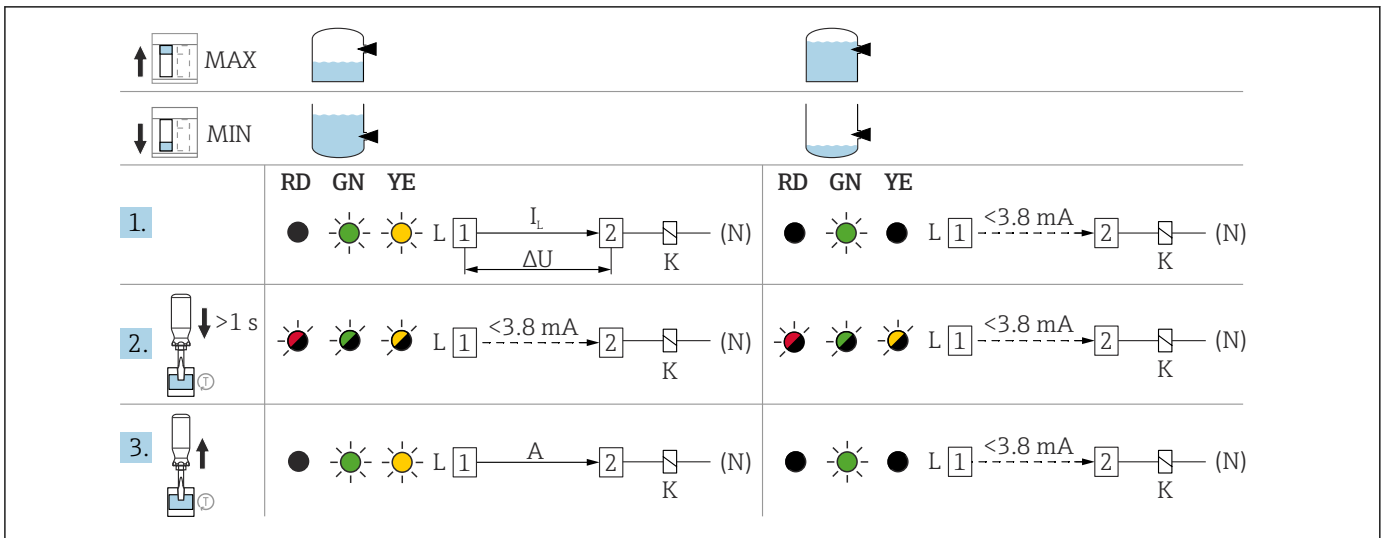 MAX
MIN
RD GN YE RD GN YE
1. L 1 I_L 2 (N) L 1 <3.8 mA 2 (N)
ΔU
K K
2. >1 s L 1 <3.8 mA 2 (N) L 1 <3.8 mA 2 (N)
T K K
3. L 1 A 2 (N) L 1 <3.8 mA 2 (N)
T K K